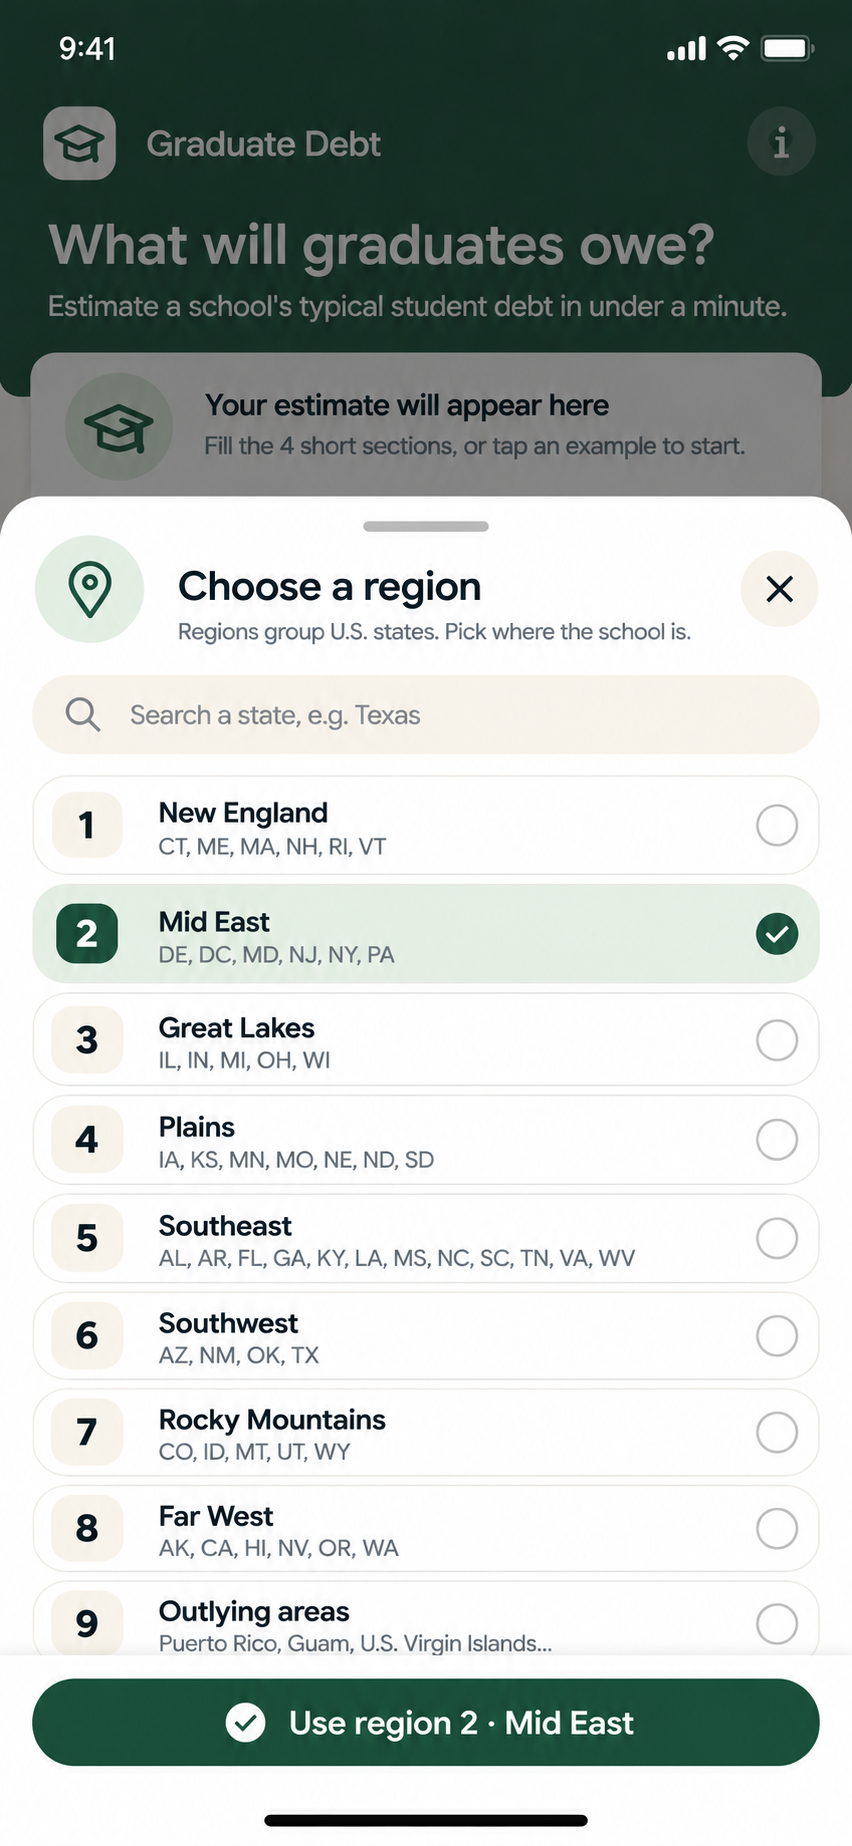 9:41
Graduate Debt
What will graduates owe?
Estimate a school's typical student debt in under a minute.
Your estimate will appear here
Fill the 4 short sections, or tap an example to start.
Choose a region
Regions group U.S. states. Pick where the school is.
Search a state, e.g. Texas
1
New England
CT, ME, MA, NH, RI, VT
2
Mid East
DE, DC, MD, NJ, NY, PA
3
Great Lakes
IL, IN, MI, OH, WI
4
Plains
IA, KS, MN, MO, NE, ND, SD
5
Southeast
AL, AR, FL, GA, KY, LA, MS, NC, SC, TN, VA, WV
6
Southwest
AZ, NM, OK, TX
7
Rocky Mountains
CO, ID, MT, UT, WY
8
Far West
AK, CA, HI, NV, OR, WA
9
Outlying areas
Puerto Rico, Guam, U.S. Virgin Islands...
Use region 2 · Mid East